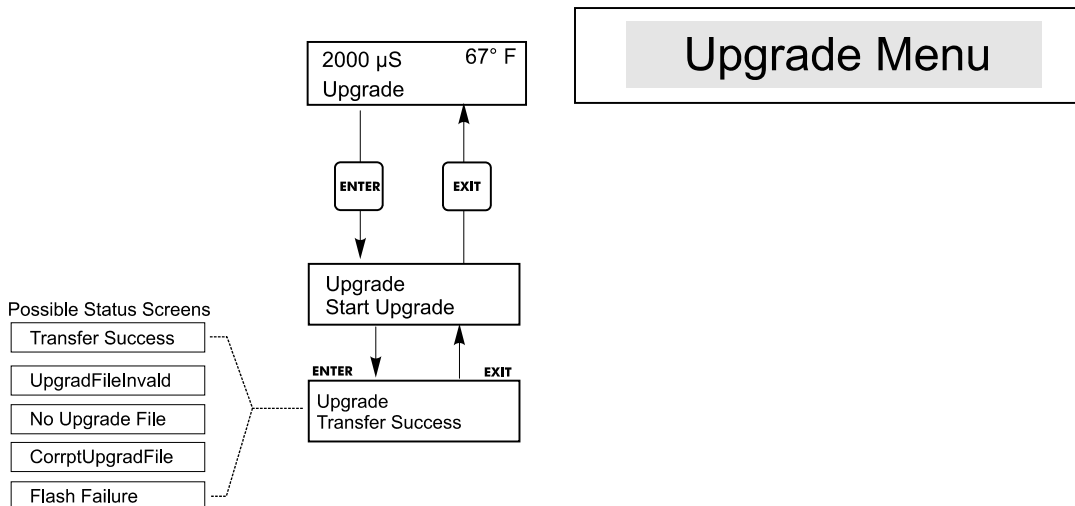 Upgrade Menu
2000 µS 67° F
Upgrade
ENTER EXIT
Upgrade
Start Upgrade
ENTER EXIT
Upgrade
Transfer Success
Possible Status Screens
Transfer Success
UpgradFileInvald
No Upgrade File
CorrptUpgradFile
Flash Failure